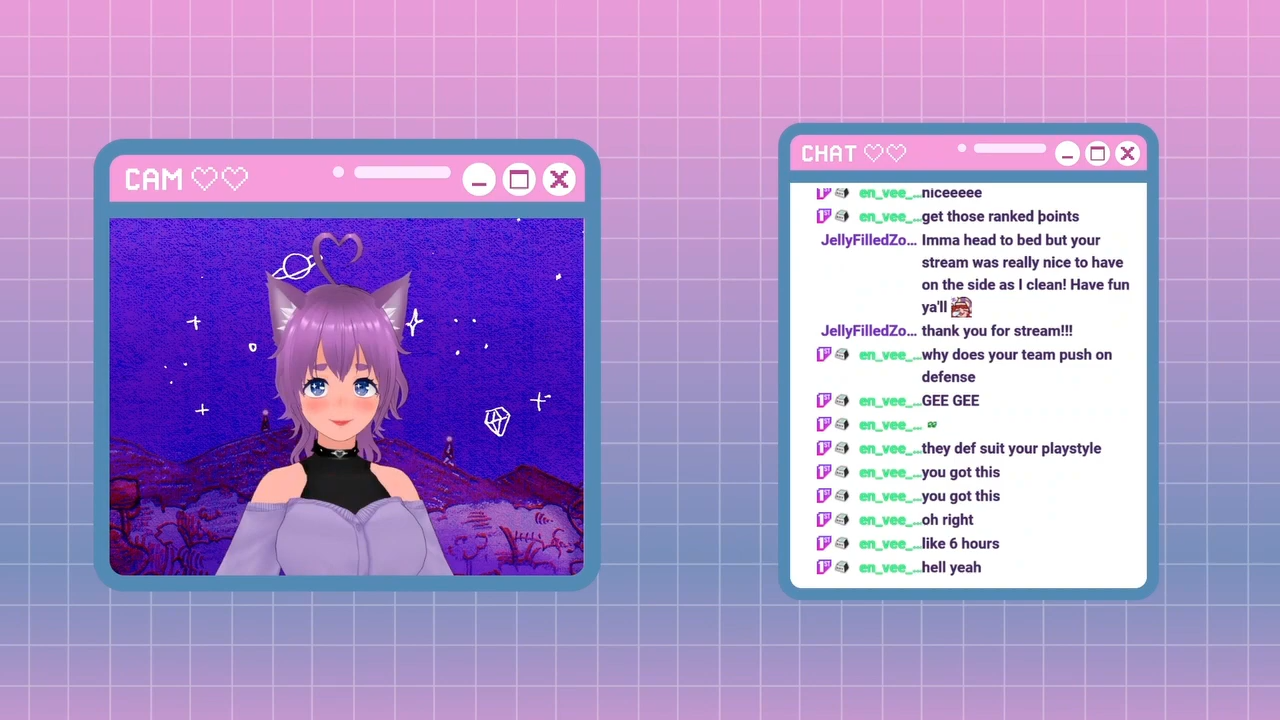 CAM ♡♡
CHAT ♡♡
en_vee_... niceeeee
en_vee_... get those ranked points
JellyFilledZo... Imma head to bed but your
stream was really nice to have
on the side as I clean! Have fun
ya'll
JellyFilledZo... thank you for stream!!!
en_vee_... why does your team push on
defense
en_vee_... GEE GEE
en_vee_...
en_vee_... they def suit your playstyle
en_vee_... you got this
en_vee_... you got this
en_vee_... oh right
en_vee_... like 6 hours
en_vee_... hell yeah